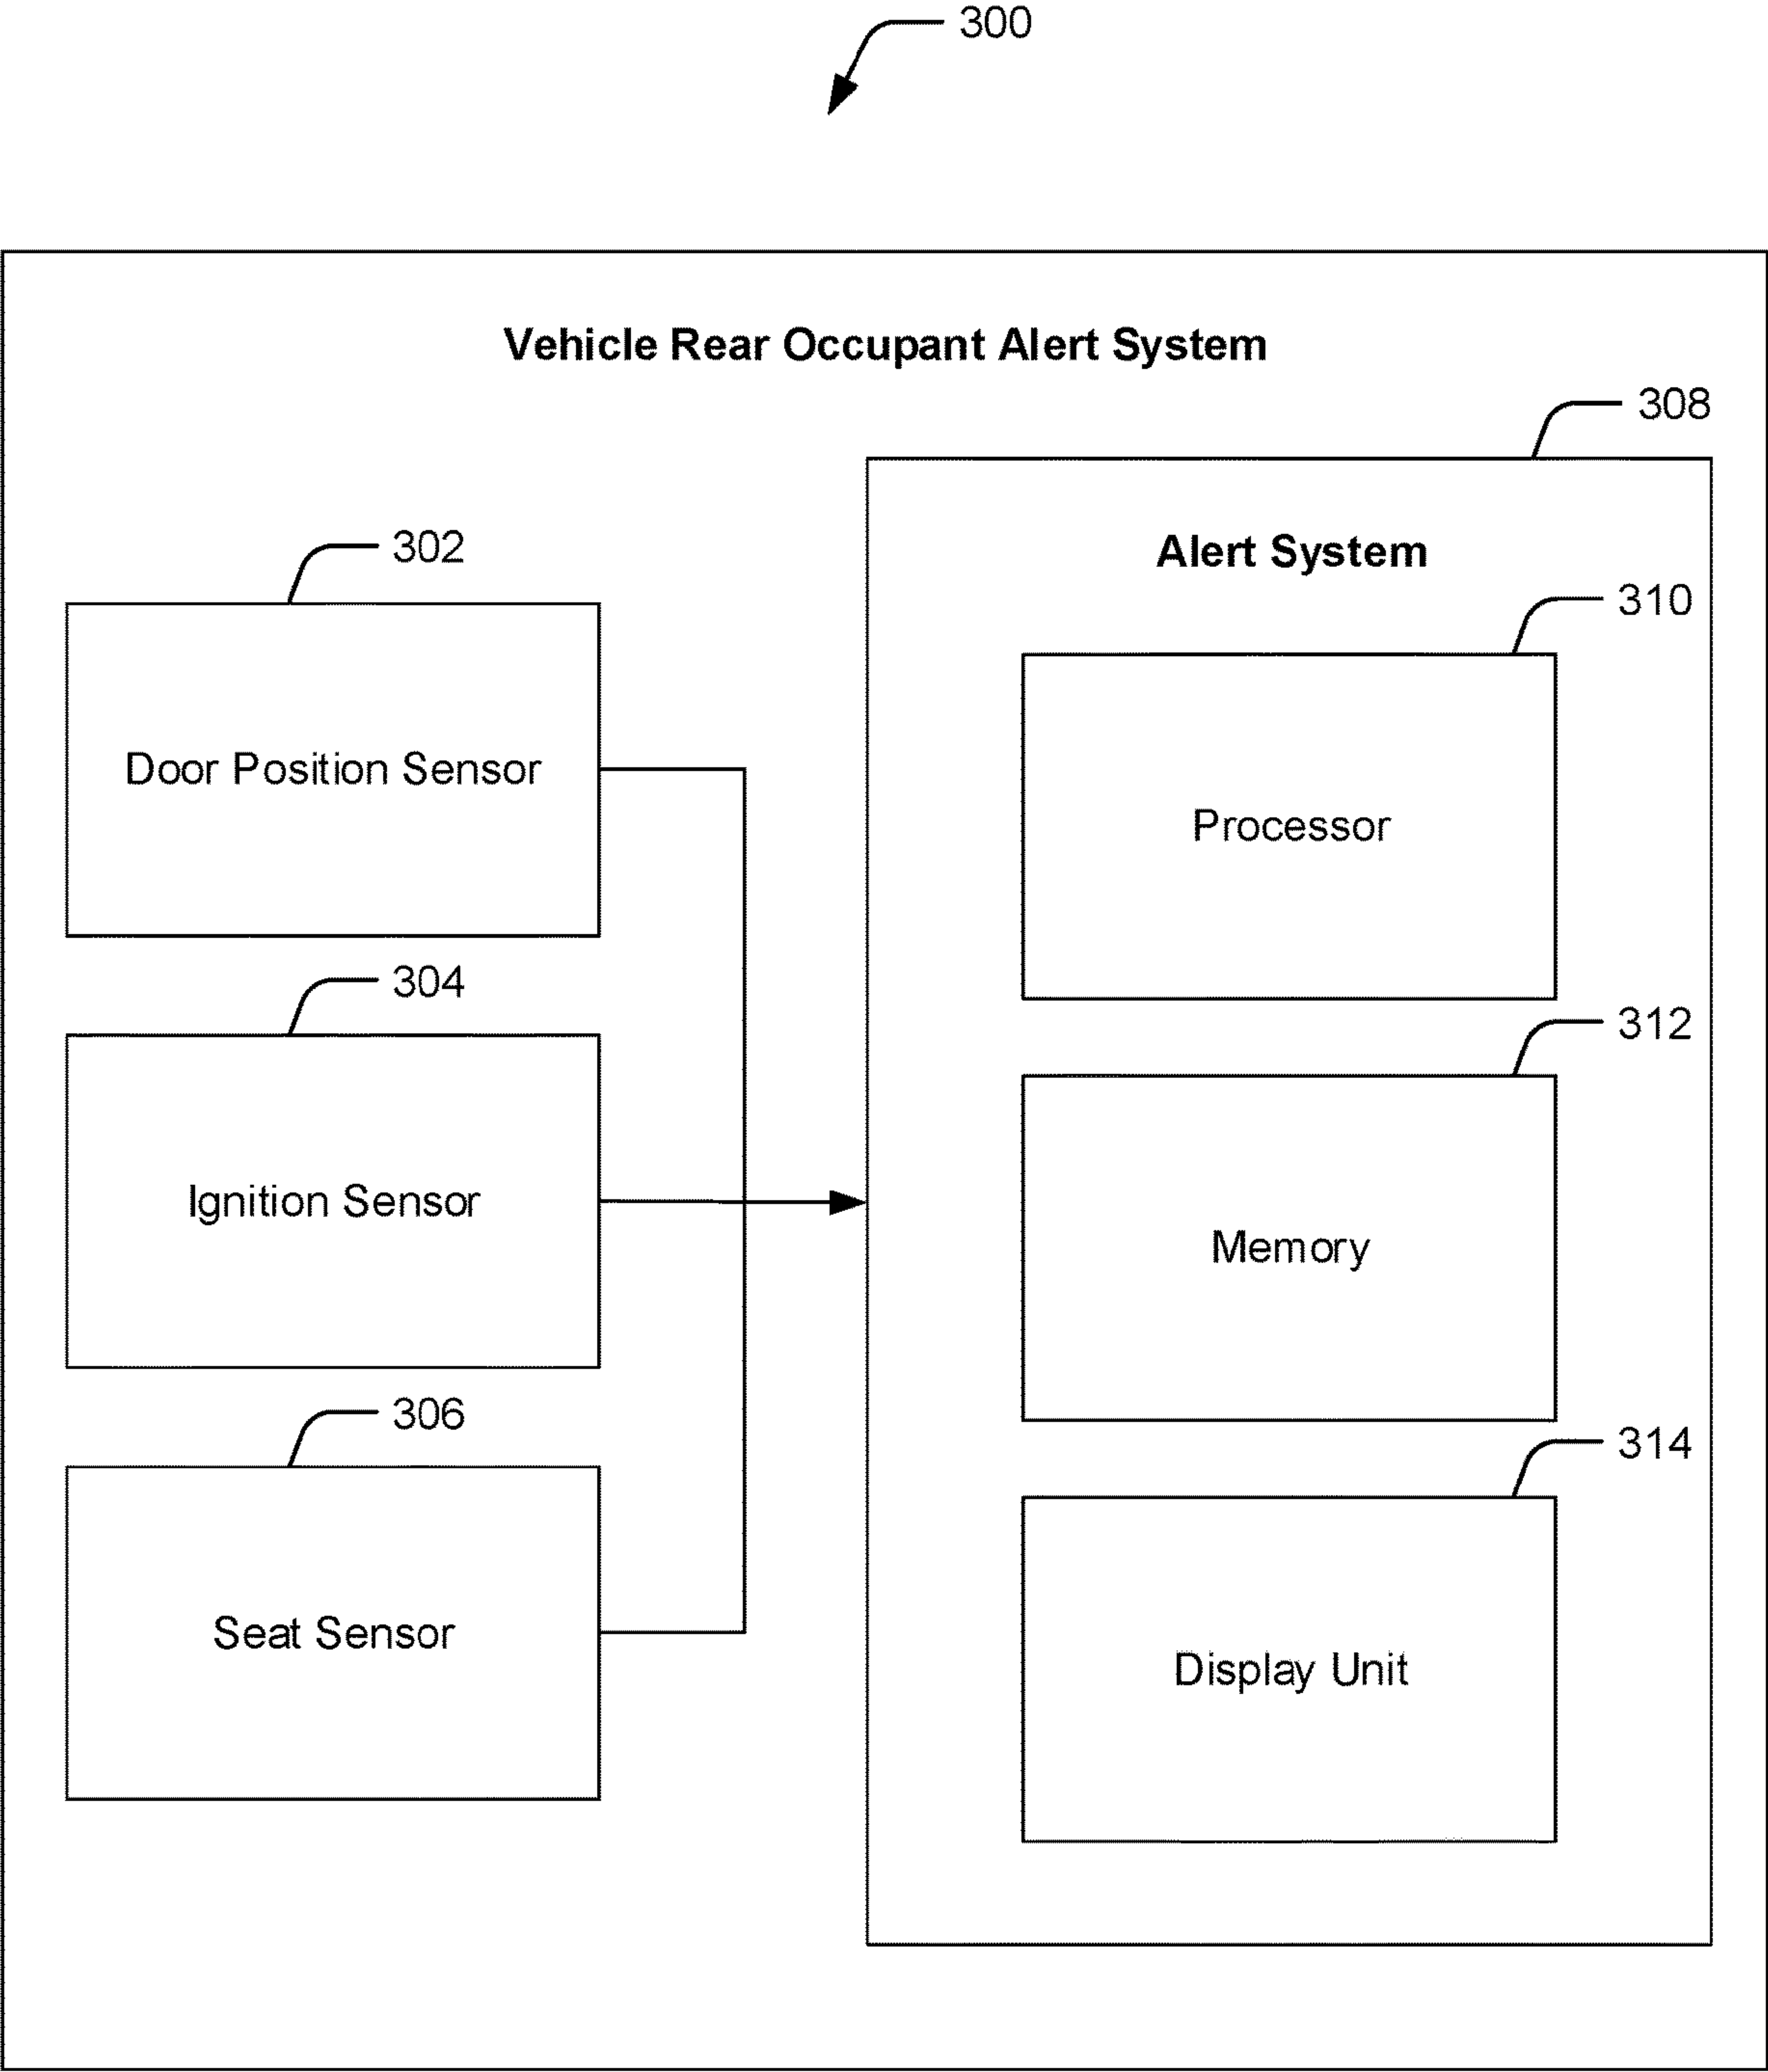 300
Vehicle Rear Occupant Alert System
308
Alert System
302
Door Position Sensor
304
Ignition Sensor
306
Seat Sensor
310
Processor
312
Memory
314
Display Unit